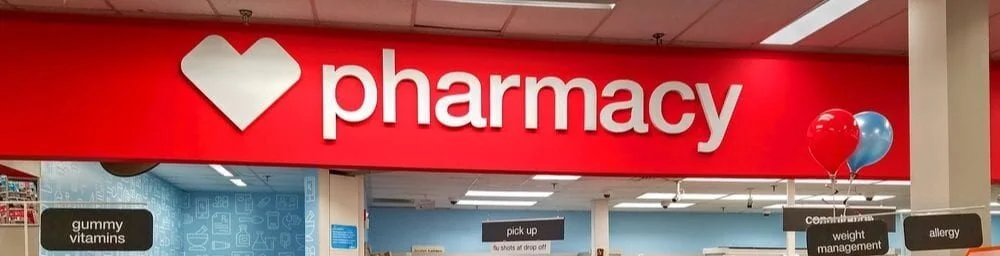 pharmacy
gummy
vitamins
pick up
flu shots at drop off
weight
management
allergy